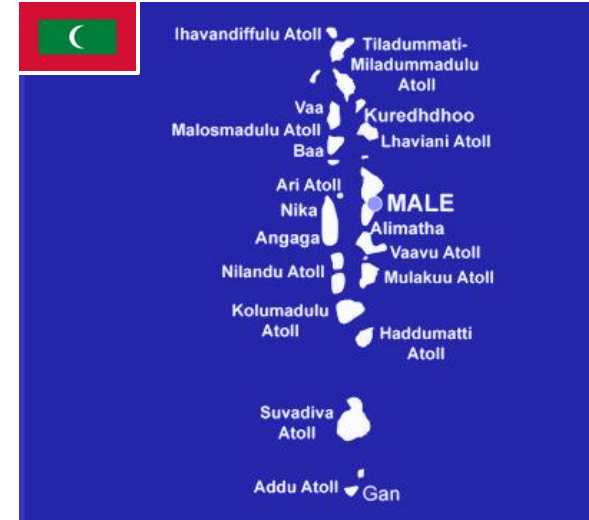 Ihavandiffulu Atoll
Tiladummati-
Miladummadulu
Atoll
Vaa
Kuredhdhoo
Malosmadulu Atoll
Lhaviani Atoll
Baa
Ari Atoll
MALE
Nika
Alimatha
Angaga
Vaavu Atoll
Nilandu Atoll
Mulakuu Atoll
Kolumadulu
Atoll
Haddumatti
Atoll
Suvadiva
Atoll
Addu Atoll
Gan